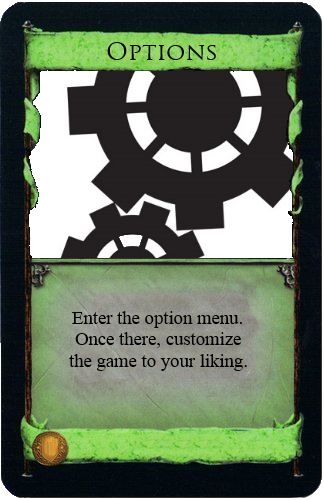 OPTIONS
Enter the option menu.
Once there, customize
the game to your liking.